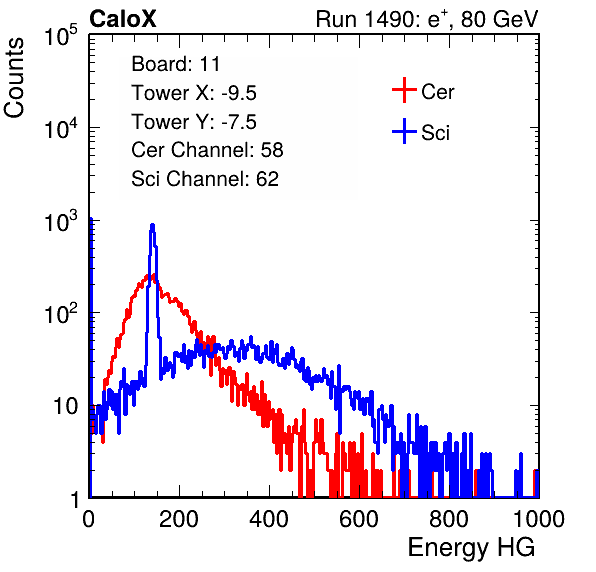 CaloX Run 1490: e⁺, 80 GeV
Counts
Board: 11
Tower X: -9.5
Tower Y: -7.5
Cer Channel: 58
Sci Channel: 62
Cer
Sci
10⁵
10⁴
10³
10²
10
1
0 200 400 600 800 1000
Energy HG